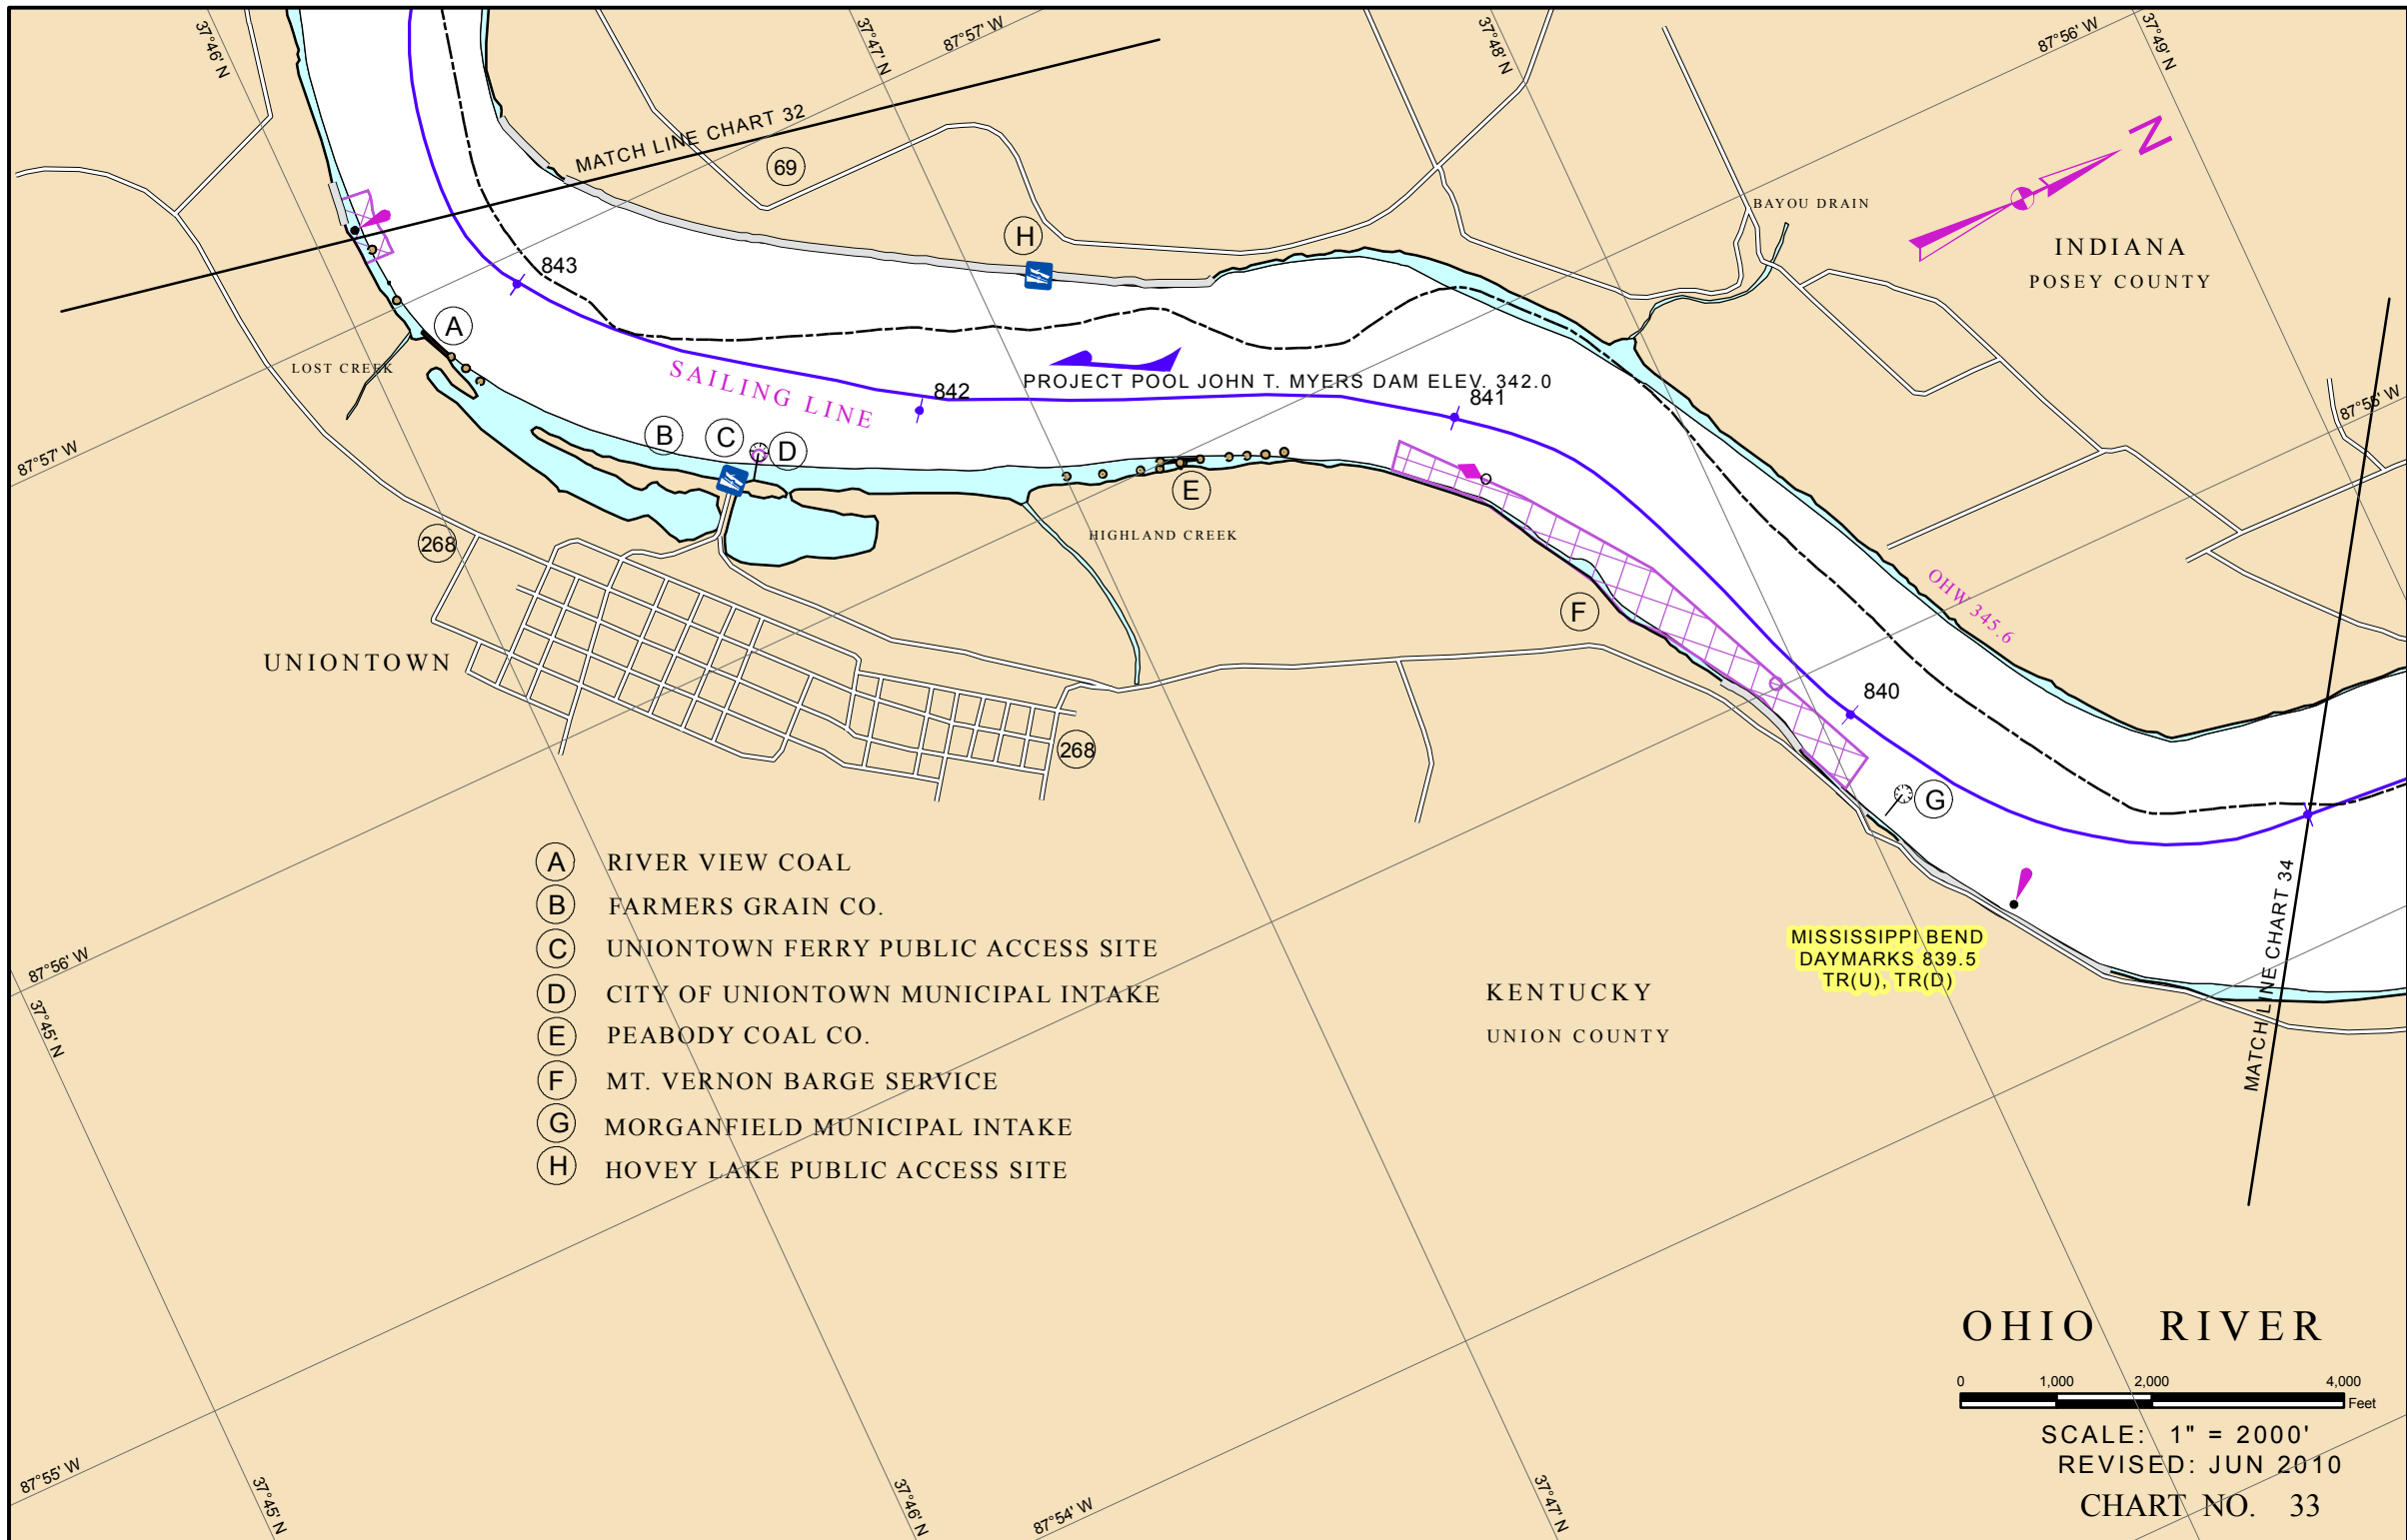 37°46' N
37°47' N
87°57' W
37°48' N
87°56' W
37°49' N
MATCH LINE CHART 32
69
N
BAYOU DRAIN
INDIANA
POSEY COUNTY
H
843
A
LOST CREEK
SAILING LINE
842
PROJECT POOL JOHN T. MYERS DAM ELEV. 342.0
841
87°55' W
87°57' W
B
C
D
E
HIGHLAND CREEK
268
F
OHW 345.6
UNIONTOWN
840
268
G
A RIVER VIEW COAL
B FARMERS GRAIN CO.
C UNIONTOWN FERRY PUBLIC ACCESS SITE
D CITY OF UNIONTOWN MUNICIPAL INTAKE
E PEABODY COAL CO.
F MT. VERNON BARGE SERVICE
G MORGANFIELD MUNICIPAL INTAKE
H HOVEY LAKE PUBLIC ACCESS SITE
MISSISSIPPI BEND
DAYMARKS 839.5
TR(U), TR(D)
MATCH LINE CHART 34
KENTUCKY
UNION COUNTY
87°56' W
37°45' N
87°55' W
37°45' N
37°46' N
87°54' W
37°47' N
OHIO RIVER
0 1,000 2,000 4,000
Feet
SCALE: 1" = 2000'
REVISED: JUN 2010
CHART NO. 33